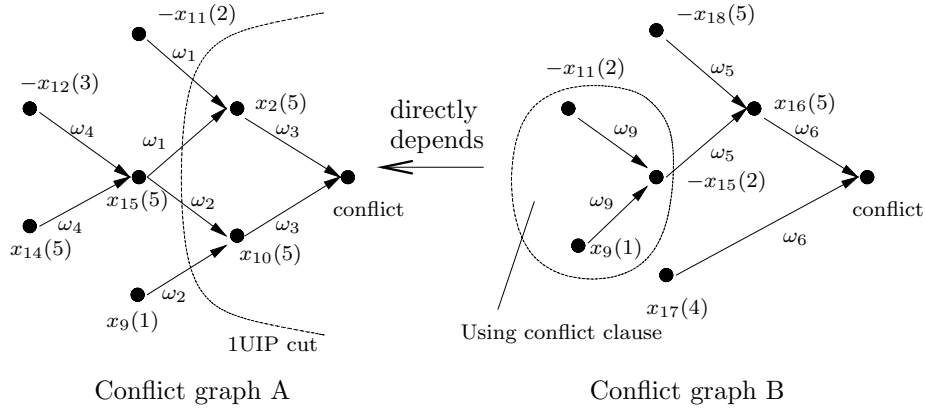 −x₁₁(2)
ω₁
−x₁₂(3)
x₂(5)
ω₄
ω₁
ω₃
x₁₅(5)
ω₂
conflict
ω₄
ω₃
x₁₄(5)
x₁₀(5)
ω₂
x₉(1)
1UIP cut
Conflict graph A
directly
depends
−x₁₈(5)
−x₁₁(2)
ω₅
x₁₆(5)
ω₉
ω₆
ω₅
−x₁₅(2)
ω₉
conflict
x₉(1)
ω₆
x₁₇(4)
Using conflict clause
Conflict graph B